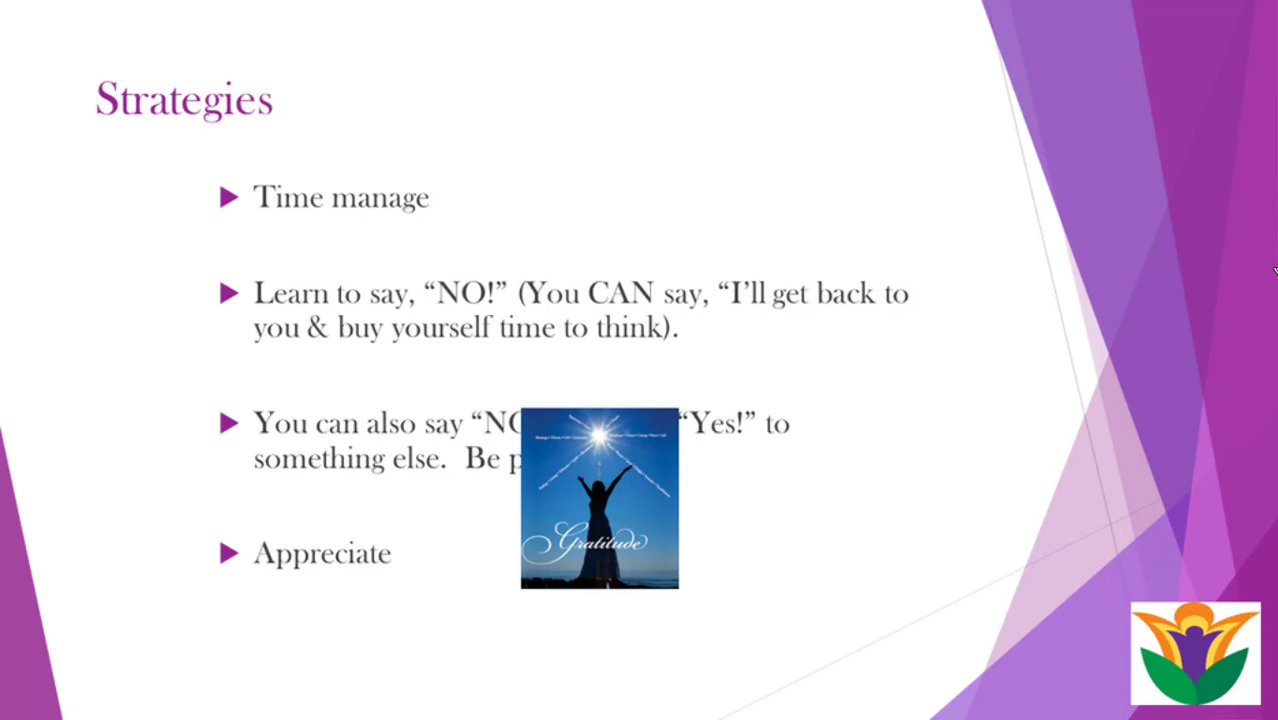 Strategies
Time manage
Learn to say, “NO!” (You CAN say, “I’ll get back to
you & buy yourself time to think).
You can also say “NO “Yes!” to
something else. Be p
Appreciate
Gratitude